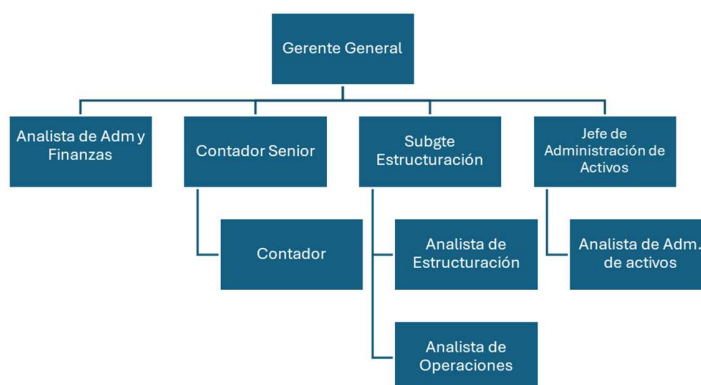 Gerente General
Analista de Adm y
Finanzas
Contador Senior
Subgte
Estructuración
Jefe de
Administración de
Activos
Contador
Analista de
Estructuración
Analista de Adm.
de activos
Analista de
Operaciones